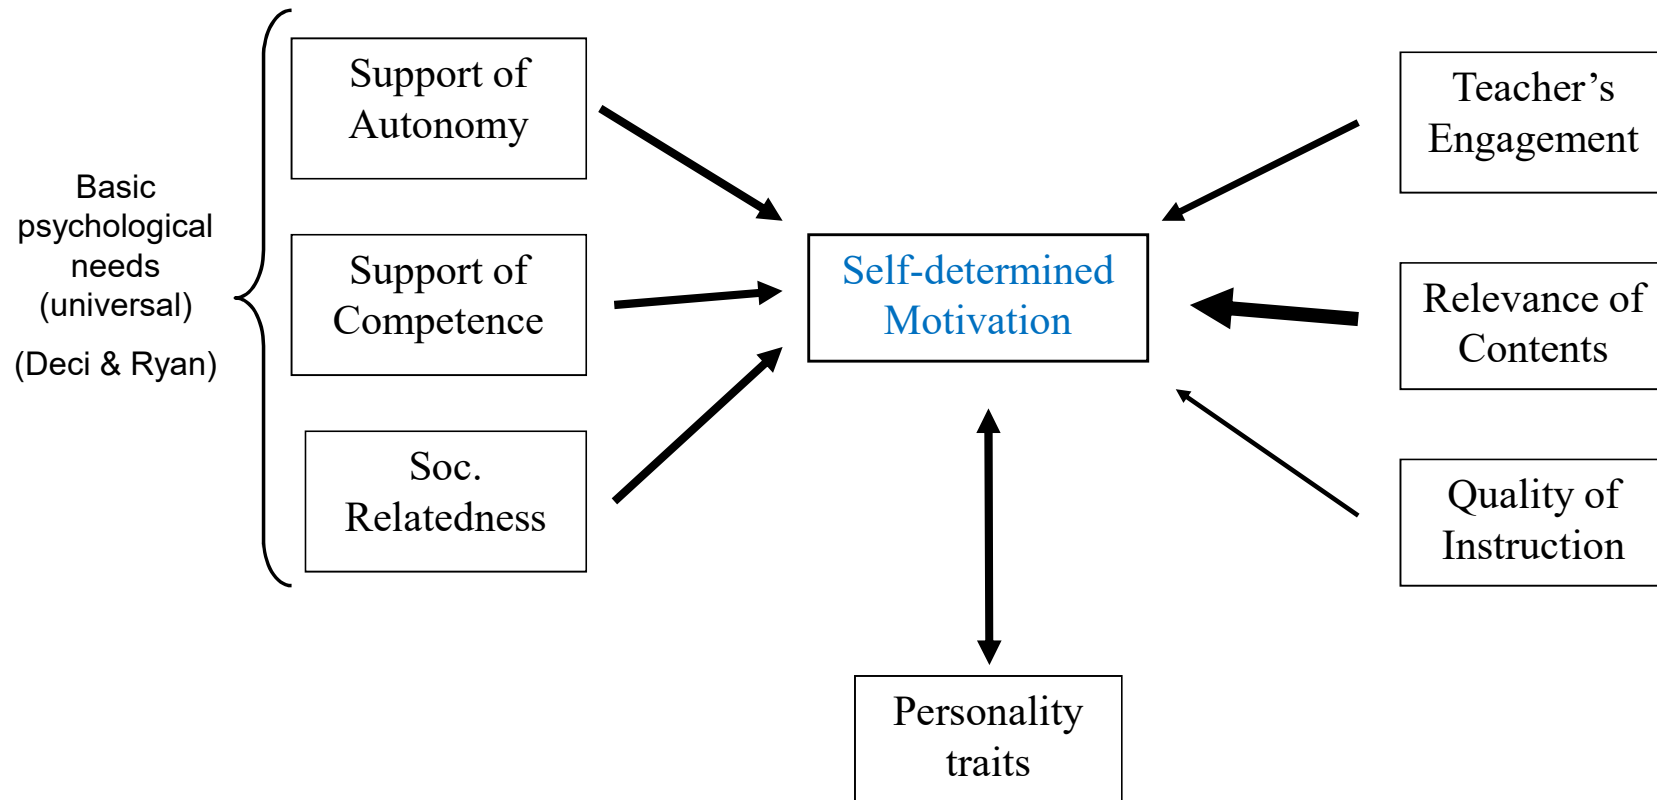 Basic
psychological
needs
(universal)
(Deci & Ryan)
Support of
Autonomy
Support of
Competence
Soc.
Relatedness
Self-determined
Motivation
Personality
traits
Teacher’s
Engagement
Relevance of
Contents
Quality of
Instruction